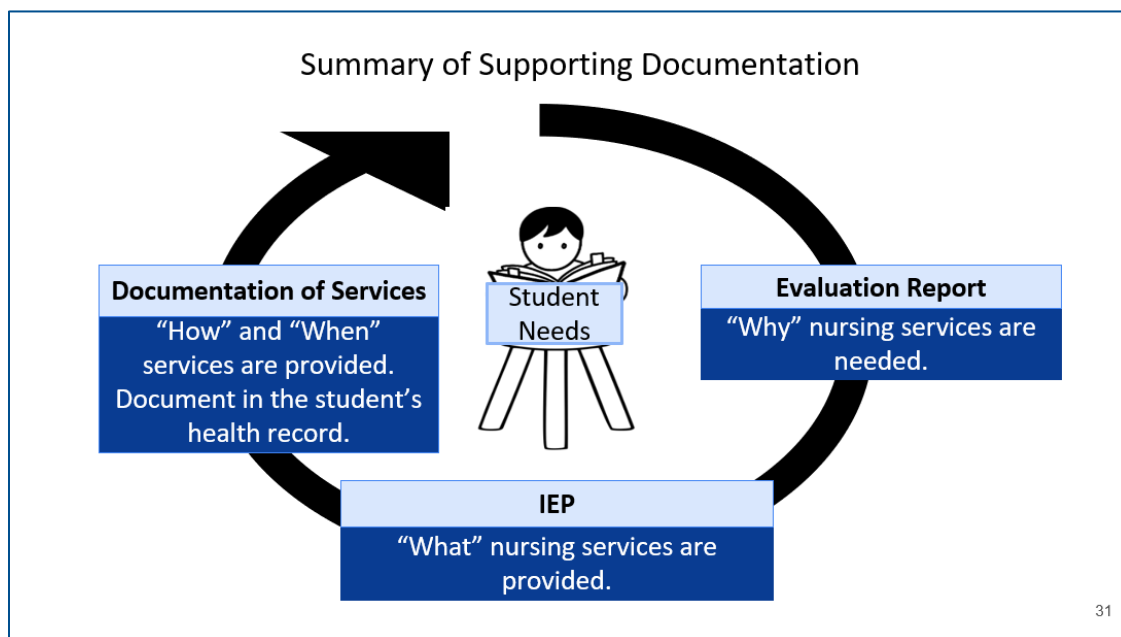 Summary of Supporting Documentation
Documentation of Services
“How” and “When”
services are provided.
Document in the student’s
health record.
Student
Needs
Evaluation Report
“Why” nursing services are
needed.
IEP
“What” nursing services are
provided.
31